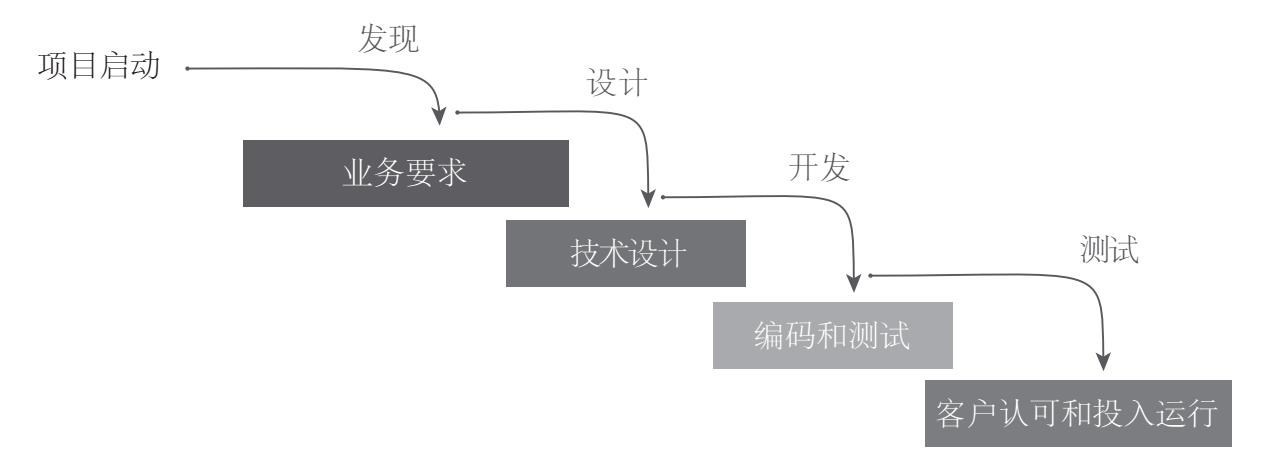 项目启动
发现
业务要求
设计
技术设计
开发
编码和测试
测试
客户认可和投入运行